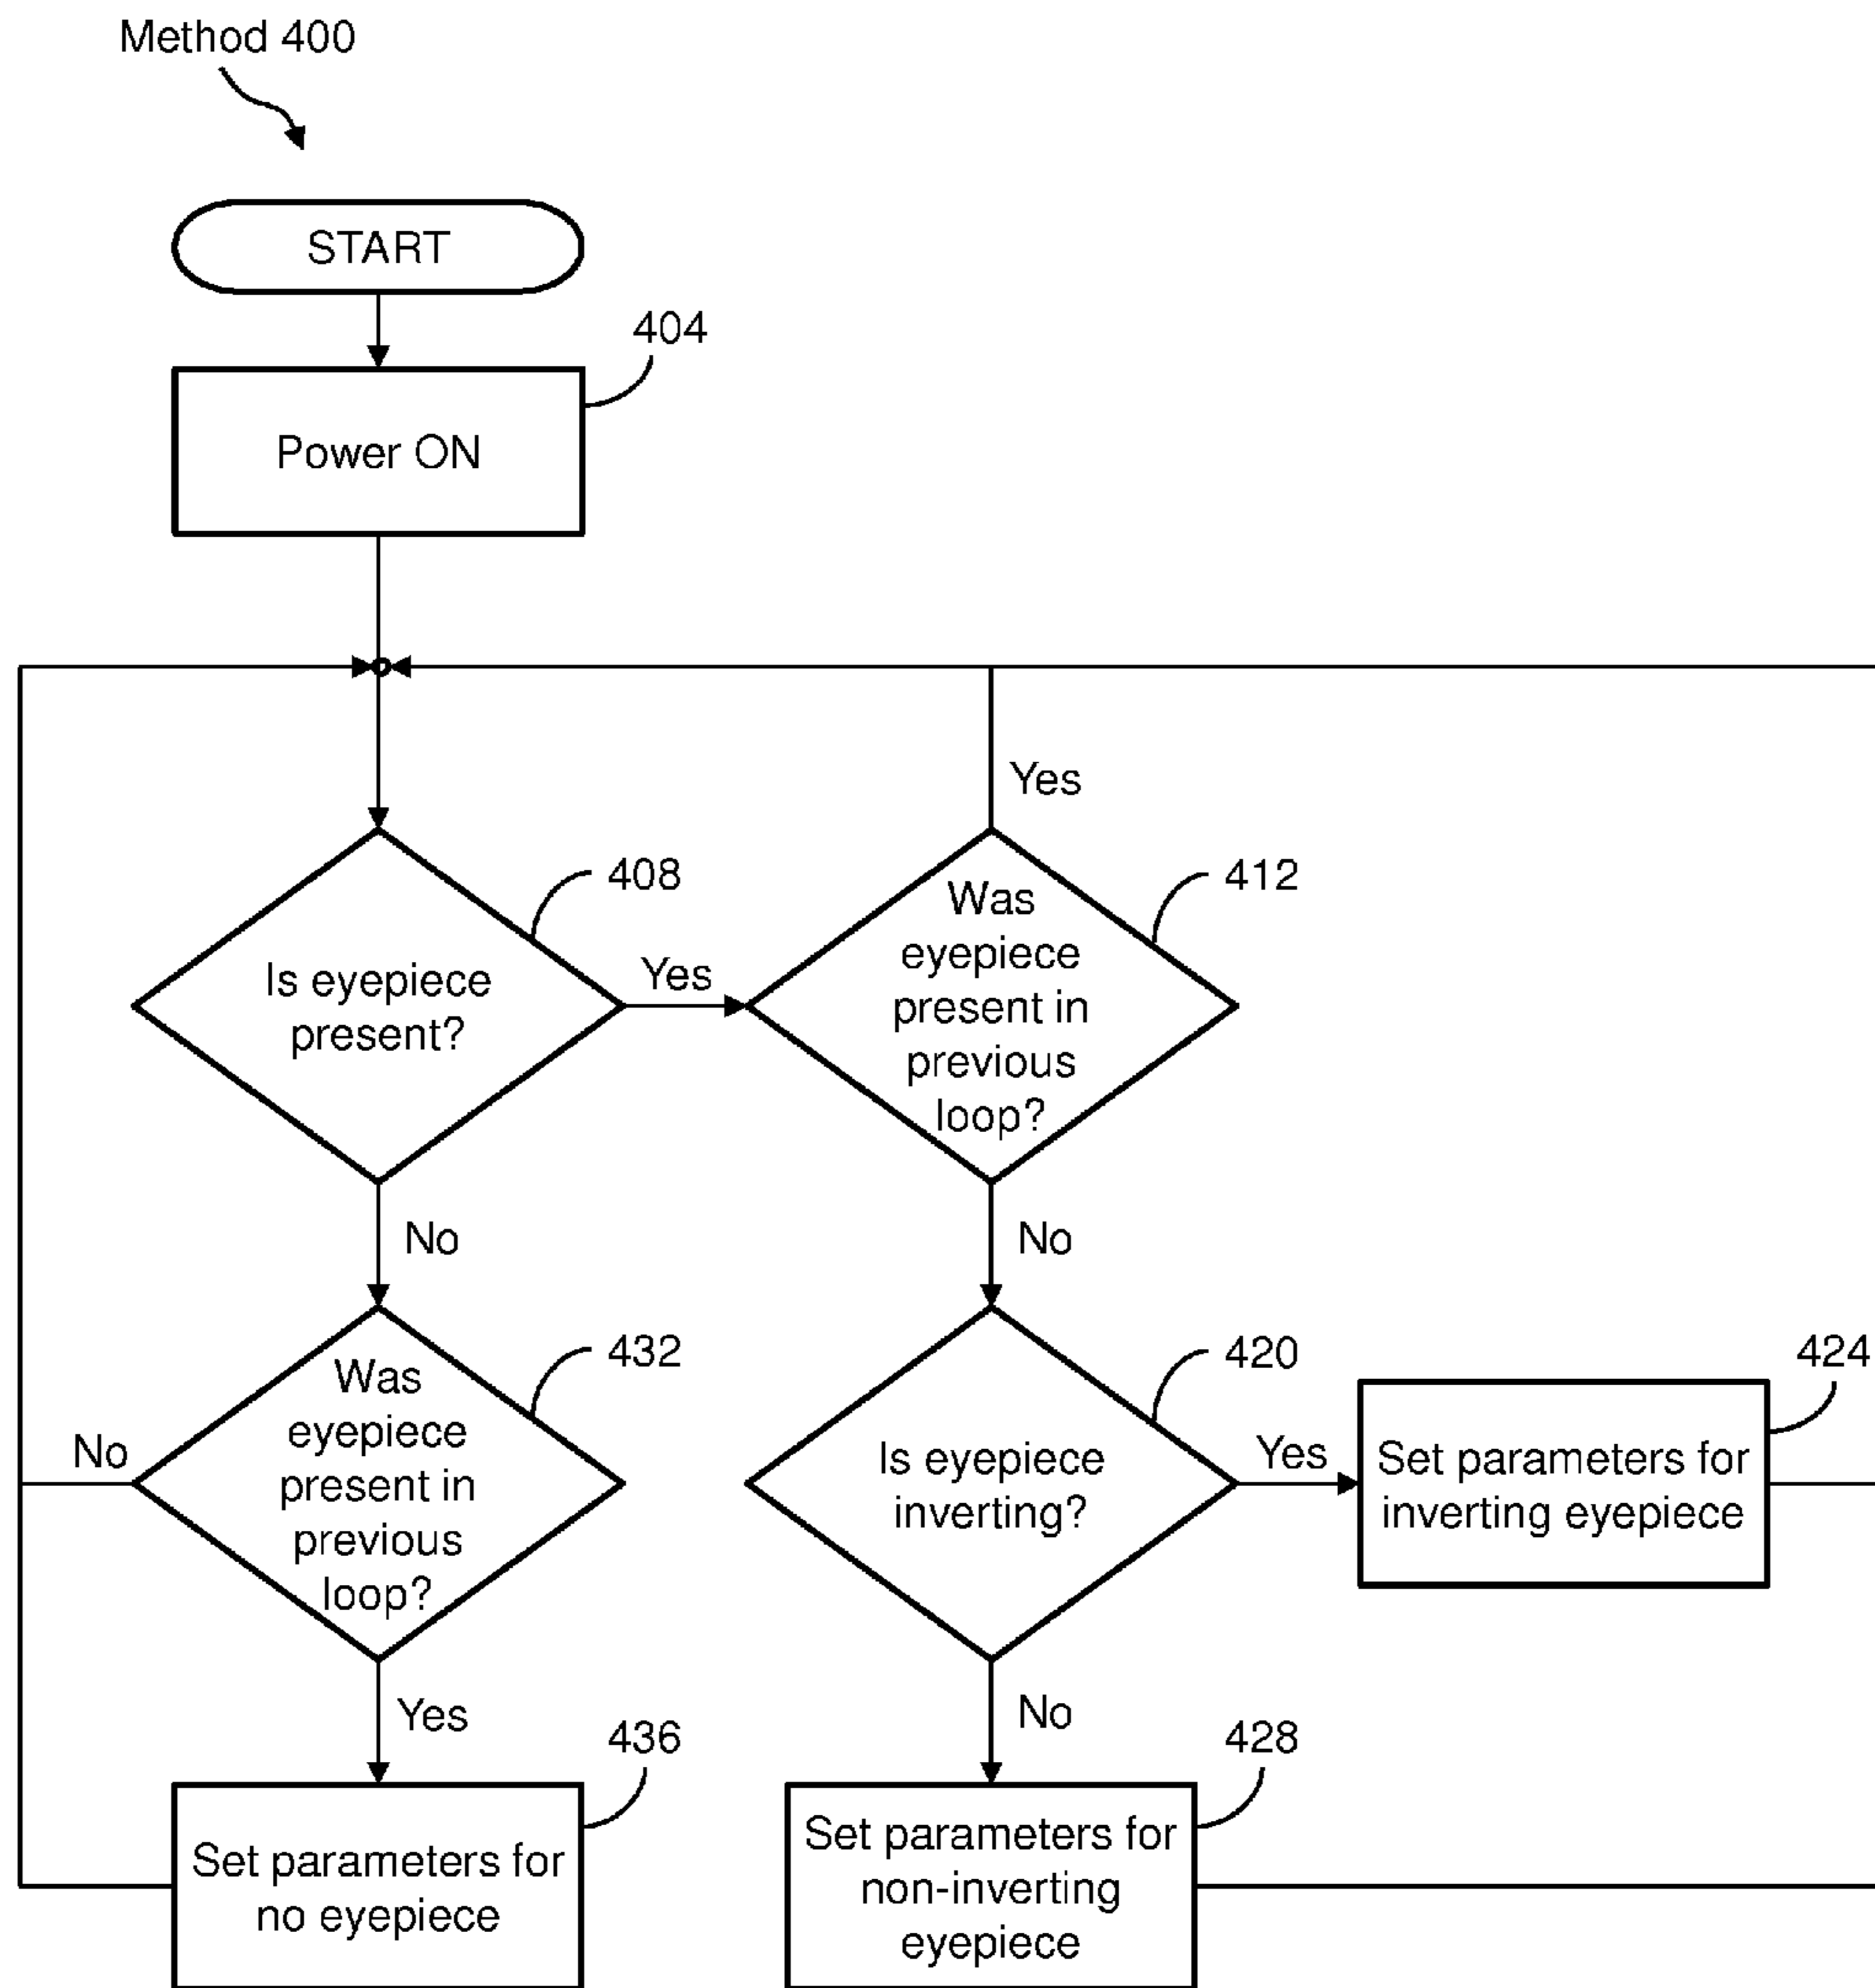 Method 400
START
404
Power ON
Yes
408
412
Is eyepiece
present?
Yes
Was
eyepiece
present in
previous
loop?
No
No
432
420
424
Was
eyepiece
present in
previous
loop?
No
Is eyepiece
inverting?
Yes
Set parameters for
inverting eyepiece
Yes
No
436
428
Set parameters for
no eyepiece
Set parameters for
non-inverting
eyepiece